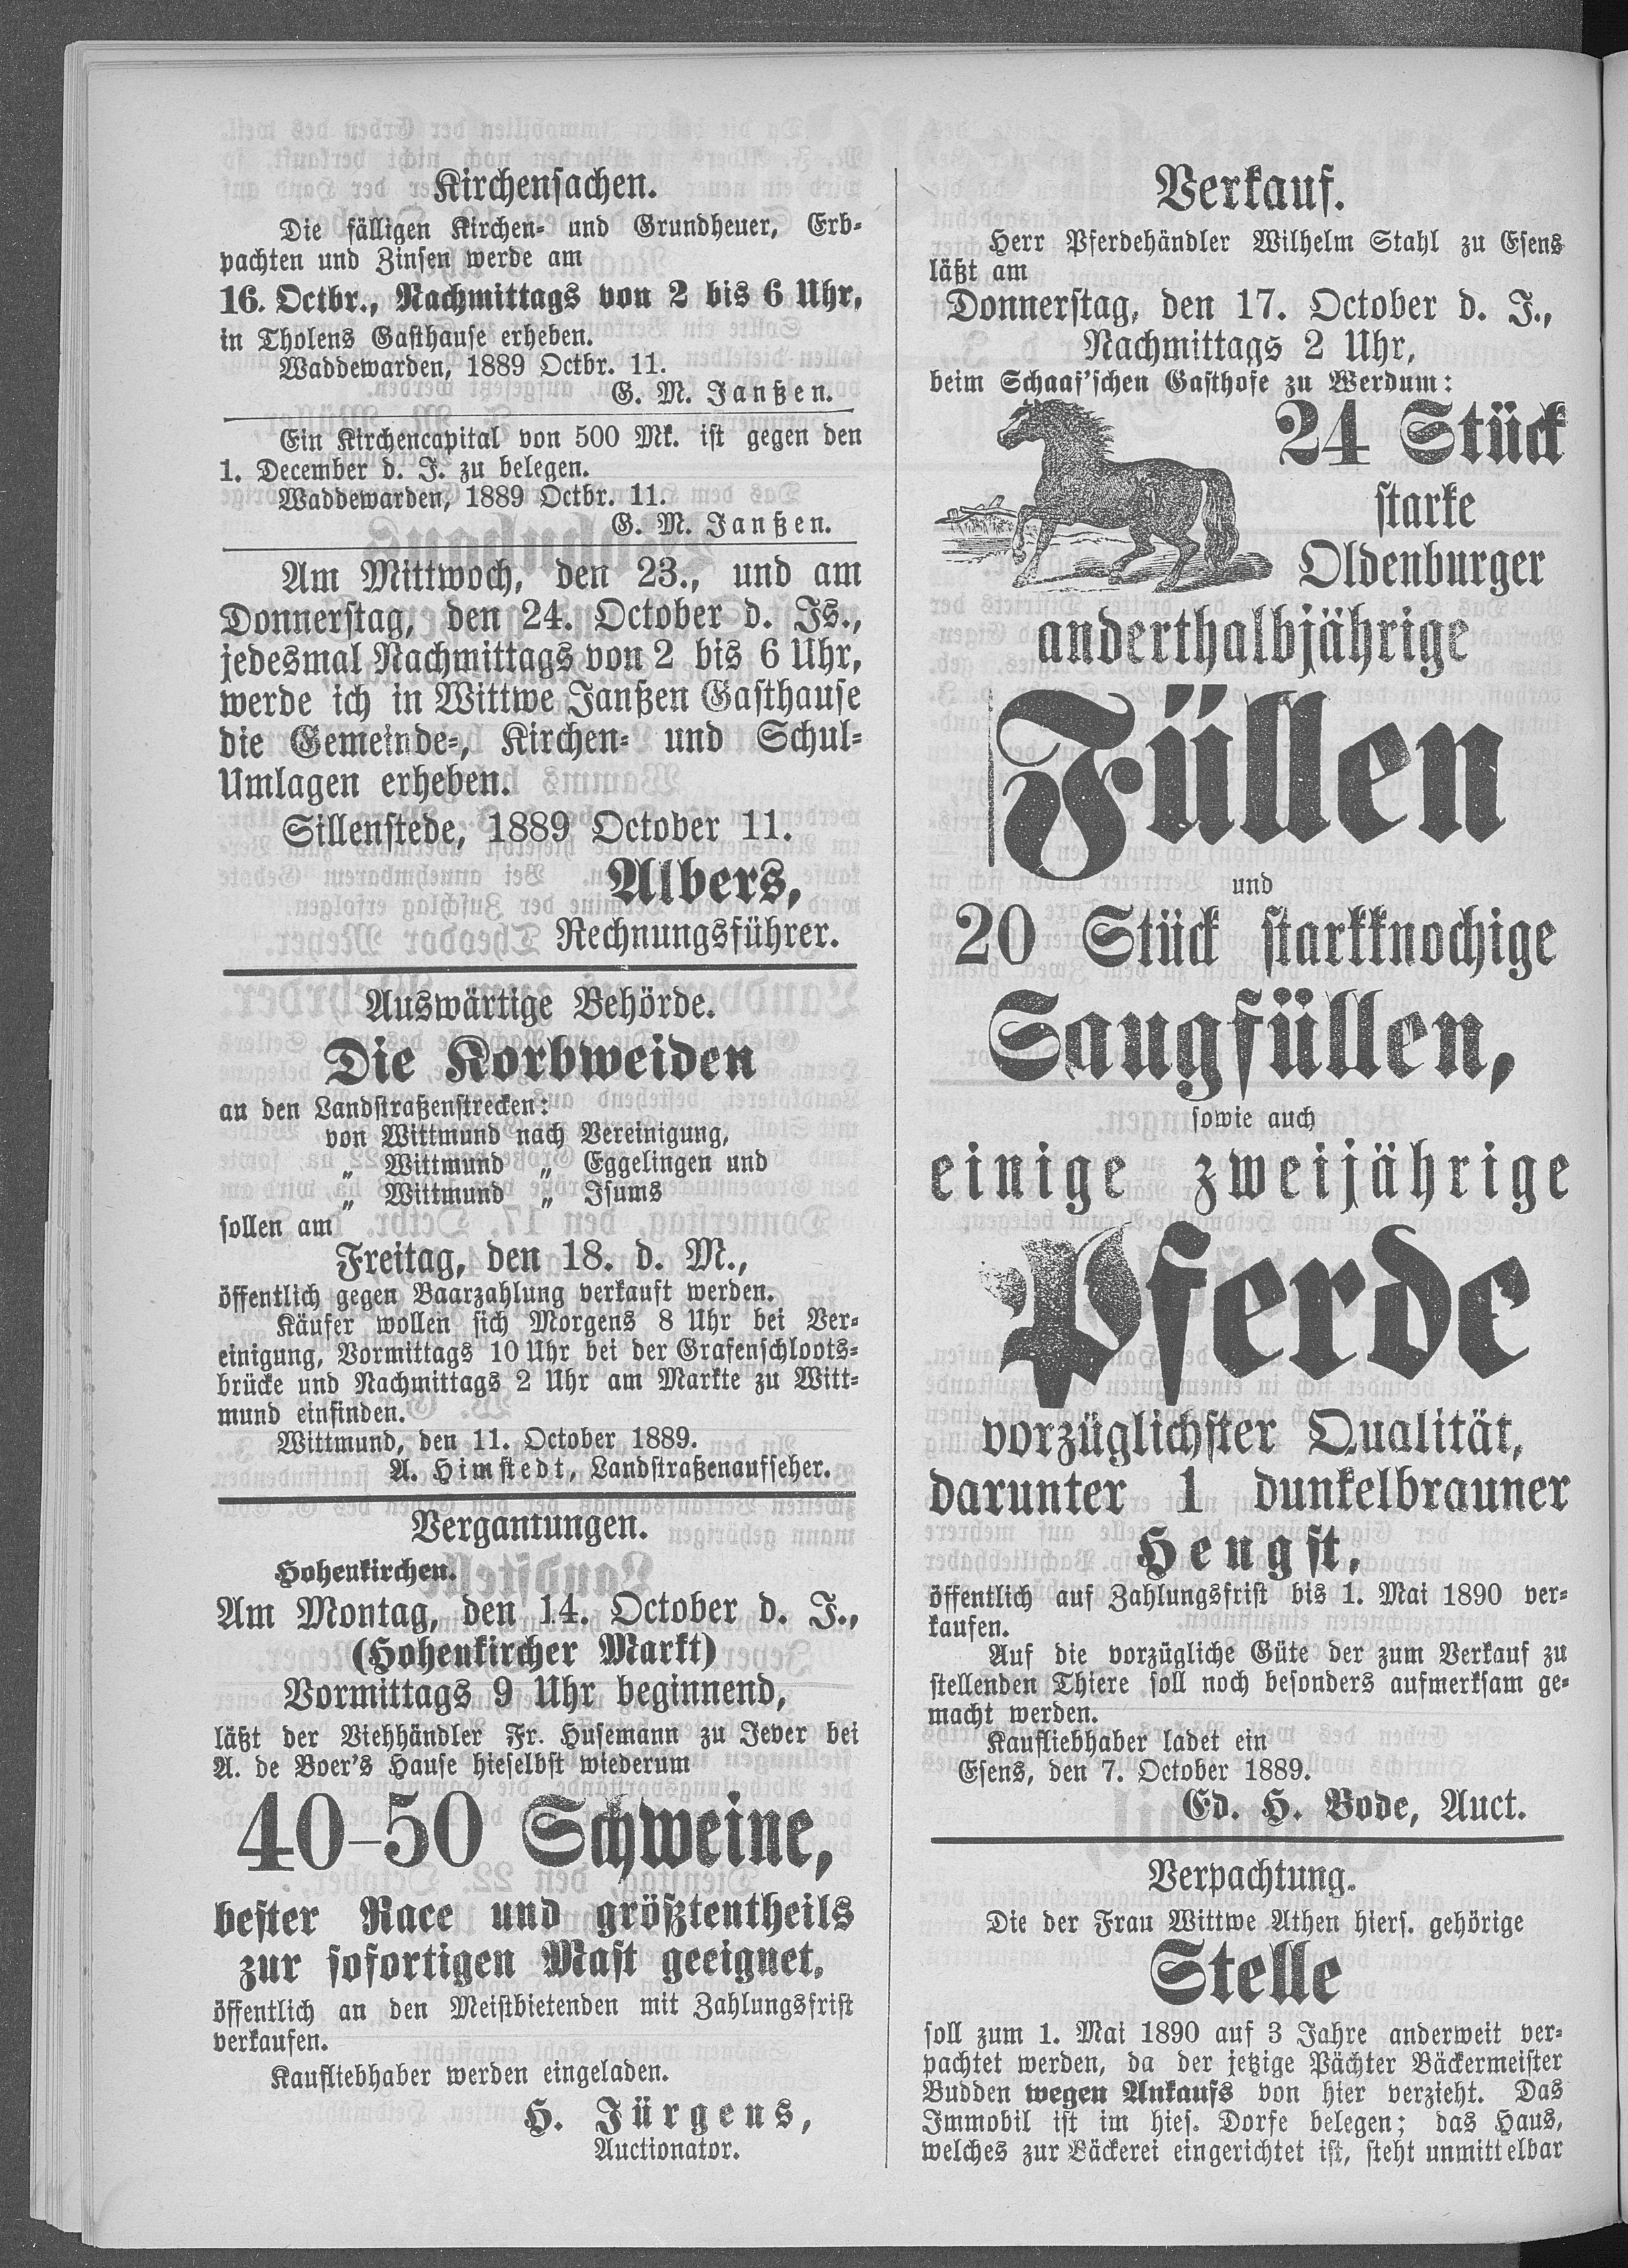 Kirchensachen.
Die fälligen Kirchen- und Grundheuer, Erb-
pachten und Zinsen werde am
16. Octbr., Nachmittags von 2 bis 6 Uhr,
in Tholens Gasthause erheben.
Waddewarden, 1889 Octbr. 11.
G. M. Janßen.
Ein Kirchencapital von 500 Mk. ist gegen den
1. December d. J. zu belegen.
Waddewarden, 1889 Octbr. 11.
G. M. Janßen.
Am Mittwoch, den 23., und am
Donnerstag, den 24. October d. Js.,
jedesmal Nachmittags von 2 bis 6 Uhr,
werde ich in Wittwe Janßen Gasthause
die Gemeinde-, Kirchen- und Schul-
Umlagen erheben.
Sillenstede, 1889 October 11.
Albers,
Rechnungsführer.
Auswärtige Behörde.
Die Korbweiden
an den Landstraßenstrecken:
von Wittmund nach Vereinigung,
„ Wittmund „ Eggelingen und
„ Wittmund „ Isums
sollen am
Freitag, den 18. d. M.,
öffentlich gegen Baarzahlung verkauft werden.
Käufer wollen sich Morgens 8 Uhr bei Ver-
einigung, Vormittags 10 Uhr bei der Grafenschloots-
brücke und Nachmittags 2 Uhr am Markte zu Witt-
mund einfinden.
Wittmund, den 11. October 1889.
A. Himstedt, Landstraßenaufseher.
Vergantungen.
Hohenkirchen.
Am Montag, den 14. October d. J.,
(Hohenkircher Markt)
Vormittags 9 Uhr beginnend,
läßt der Viehhändler Fr. Husemann zu Jever bei
A. de Boer's Hause hieselbst wiederum
40-50 Schweine,
bester Race und größtentheils
zur sofortigen Mast geeignet,
öffentlich an den Meistbietenden mit Zahlungsfrist
verkaufen.
Kaufliebhaber werden eingeladen.
H. Jürgens,
Auctionator.
Verkauf.
Herr Pferdehändler Wilhelm Stahl zu Esens
läßt am
Donnerstag, den 17. October d. J.,
Nachmittags 2 Uhr,
beim Schaaf'schen Gasthofe zu Werdum:
24 Stück
starke
Oldenburger
anderthalbjährige
Füllen
und
20 Stück starkknochige
Saugfüllen,
sowie auch
einige zweijährige
Pferde
vorzüglichster Qualität,
darunter 1 dunkelbrauner
Hengst,
öffentlich auf Zahlungsfrist bis 1. Mai 1890 ver-
kaufen.
Auf die vorzügliche Güte der zum Verkauf zu
stellenden Thiere soll noch besonders aufmerksam ge-
macht werden.
Kaufliebhaber ladet ein
Esens, den 7. October 1889.
Ed. H. Bode, Auct.
Verpachtung.
Die der Frau Wittwe Athen hiers. gehörige
Stelle
soll zum 1. Mai 1890 auf 3 Jahre anderweit ver-
pachtet werden, da der jetzige Pächter Bäckermeister
Budden wegen Ankaufs von hier verzieht. Das
Immobil ist im hies. Dorfe belegen; das Haus,
welches zur Bäckerei eingerichtet ist, steht unmittelbar